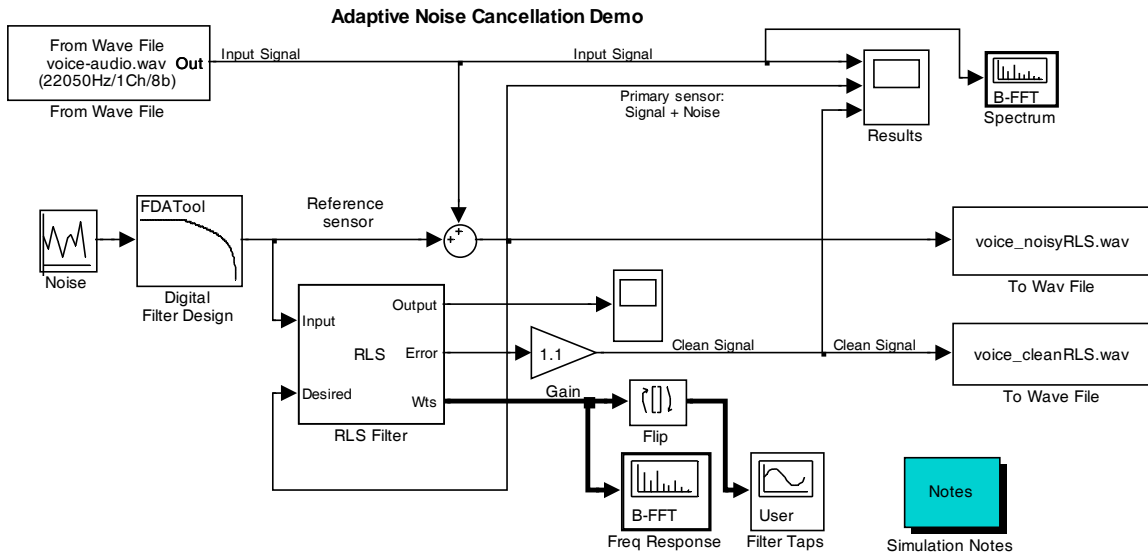 Adaptive Noise Cancellation Demo
From Wave File
voice-audio.wav
(22050Hz/1Ch/8b)
Out
From Wave File
Input Signal
Input Signal
Primary sensor:
Signal + Noise
Results
B-FFT
Spectrum
Noise
FDATool
Digital
Filter Design
Reference
sensor
+
+
voice_noisyRLS.wav
To Wav File
Input
Desired
RLS
Output
Error
Wts
RLS Filter
1.1
Gain
Clean Signal
Clean Signal
voice_cleanRLS.wav
To Wave File
Flip
B-FFT
Freq Response
User
Filter Taps
Notes
Simulation Notes